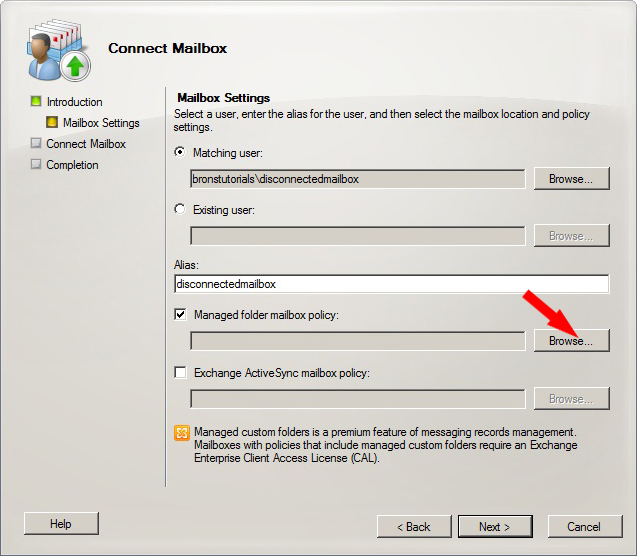 Connect Mailbox
Introduction
Mailbox Settings
Connect Mailbox
Completion
Mailbox Settings
Select a user, enter the alias for the user, and then select the mailbox location and policy
settings.
Matching user:
bronstutorials\disconnectedmailbox
Browse...
Existing user:
Browse...
Alias:
disconnectedmailbox
Managed folder mailbox policy:
Browse...
Exchange ActiveSync mailbox policy:
Browse...
Managed custom folders is a premium feature of messaging records management.
Mailboxes with policies that include managed custom folders require an Exchange
Enterprise Client Access License (CAL).
Help
< Back
Next >
Cancel